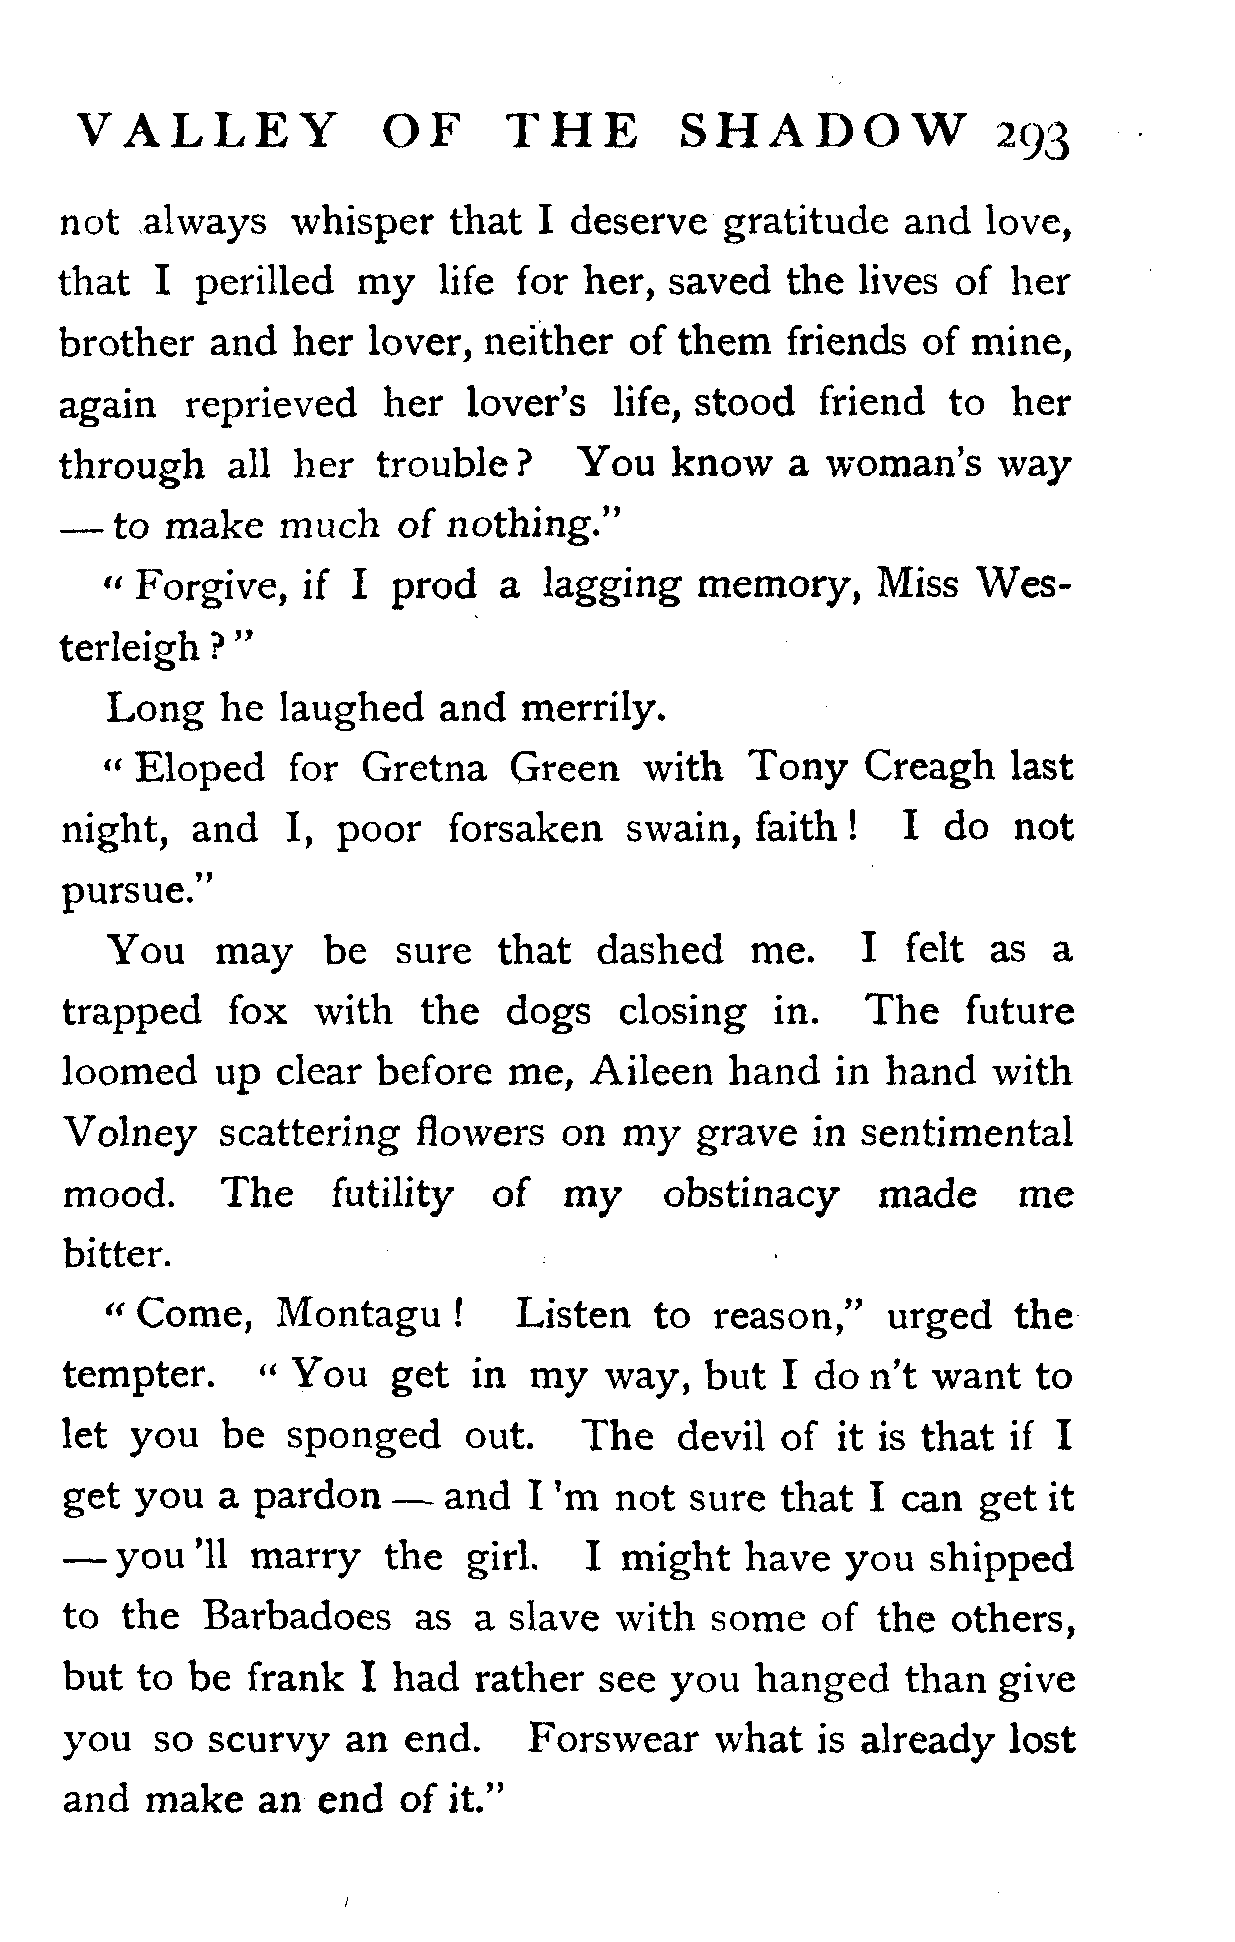 VALLEY OF THE SHADOW 293
not always whisper that I deserve gratitude and love,
that I perilled my life for her, saved the lives of her
brother and her lover, neither of them friends of mine,
again reprieved her lover's life, stood friend to her
through all her trouble? You know a woman's way
— to make much of nothing."
"Forgive, if I prod a lagging memory, Miss Wes-
terleigh?"
Long he laughed and merrily.
"Eloped for Gretna Green with Tony Creagh last
night, and I, poor forsaken swain, faith! I do not
pursue."
You may be sure that dashed me. I felt as a
trapped fox with the dogs closing in. The future
loomed up clear before me, Aileen hand in hand with
Volney scattering flowers on my grave in sentimental
mood. The futility of my obstinacy made me
bitter.
"Come, Montagu! Listen to reason," urged the
tempter. "You get in my way, but I do n't want to
let you be sponged out. The devil of it is that if I
get you a pardon — and I 'm not sure that I can get it
— you 'll marry the girl. I might have you shipped
to the Barbadoes as a slave with some of the others,
but to be frank I had rather see you hanged than give
you so scurvy an end. Forswear what is already lost
and make an end of it."